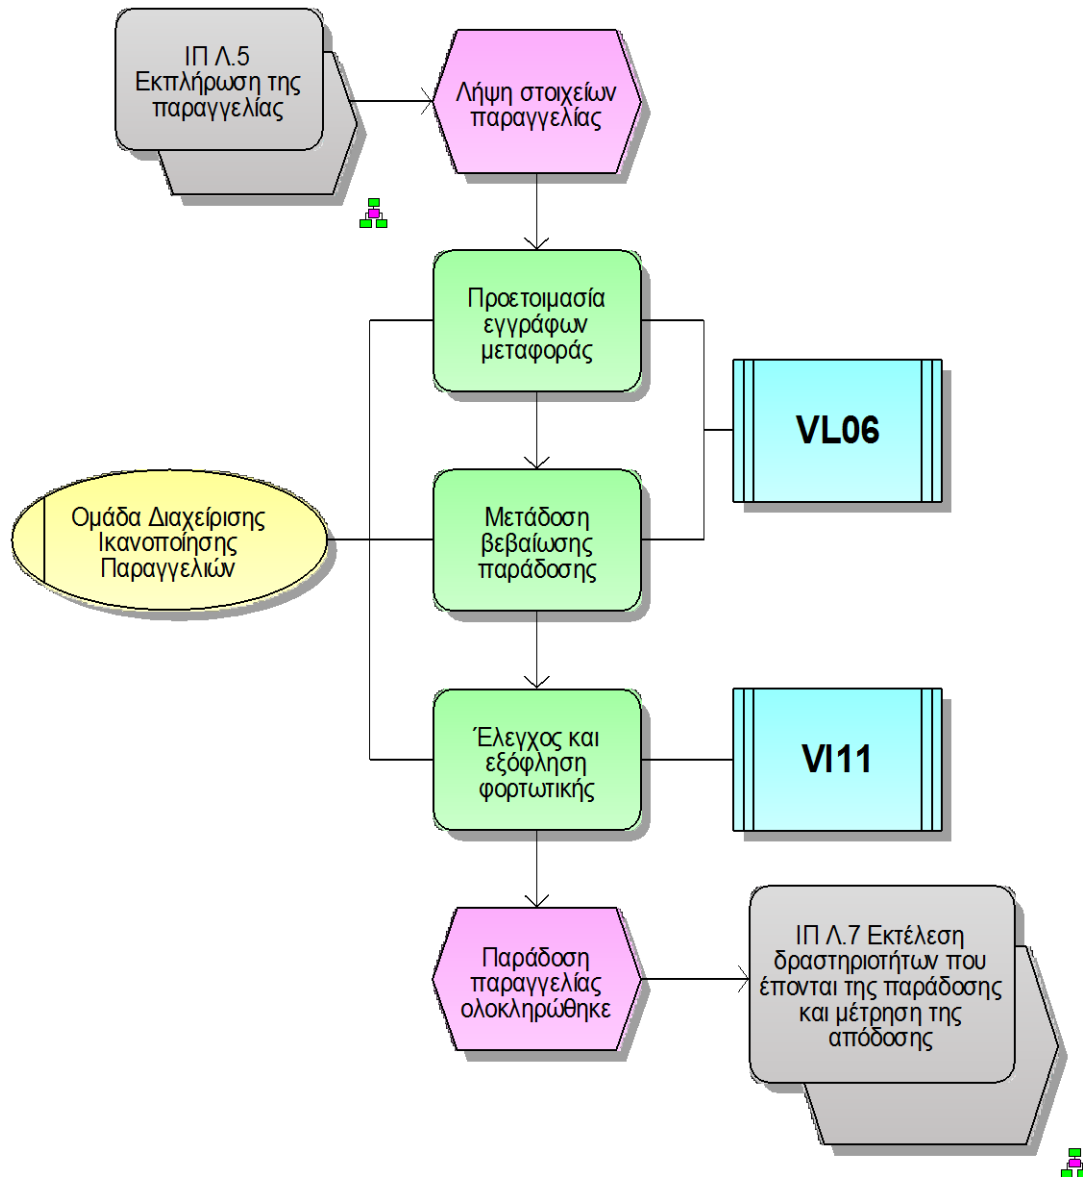 ΙΠ Λ.5
Εκπλήρωση της
παραγγελίας
Λήψη στοιχείων
παραγγελίας
Προετοιμασία
εγγράφων
μεταφοράς
VL06
Ομάδα Διαχείρισης
Ικανοποίησης
Παραγγελιών
Μετάδοση
βεβαίωσης
παράδοσης
Έλεγχος και
εξόφληση
φορτωτικής
VI11
Παράδοση
παραγγελίας
ολοκληρώθηκε
ΙΠ Λ.7 Εκτέλεση
δραστηριοτήτων που
έπονται της παράδοσης
και μέτρηση της
απόδοσης